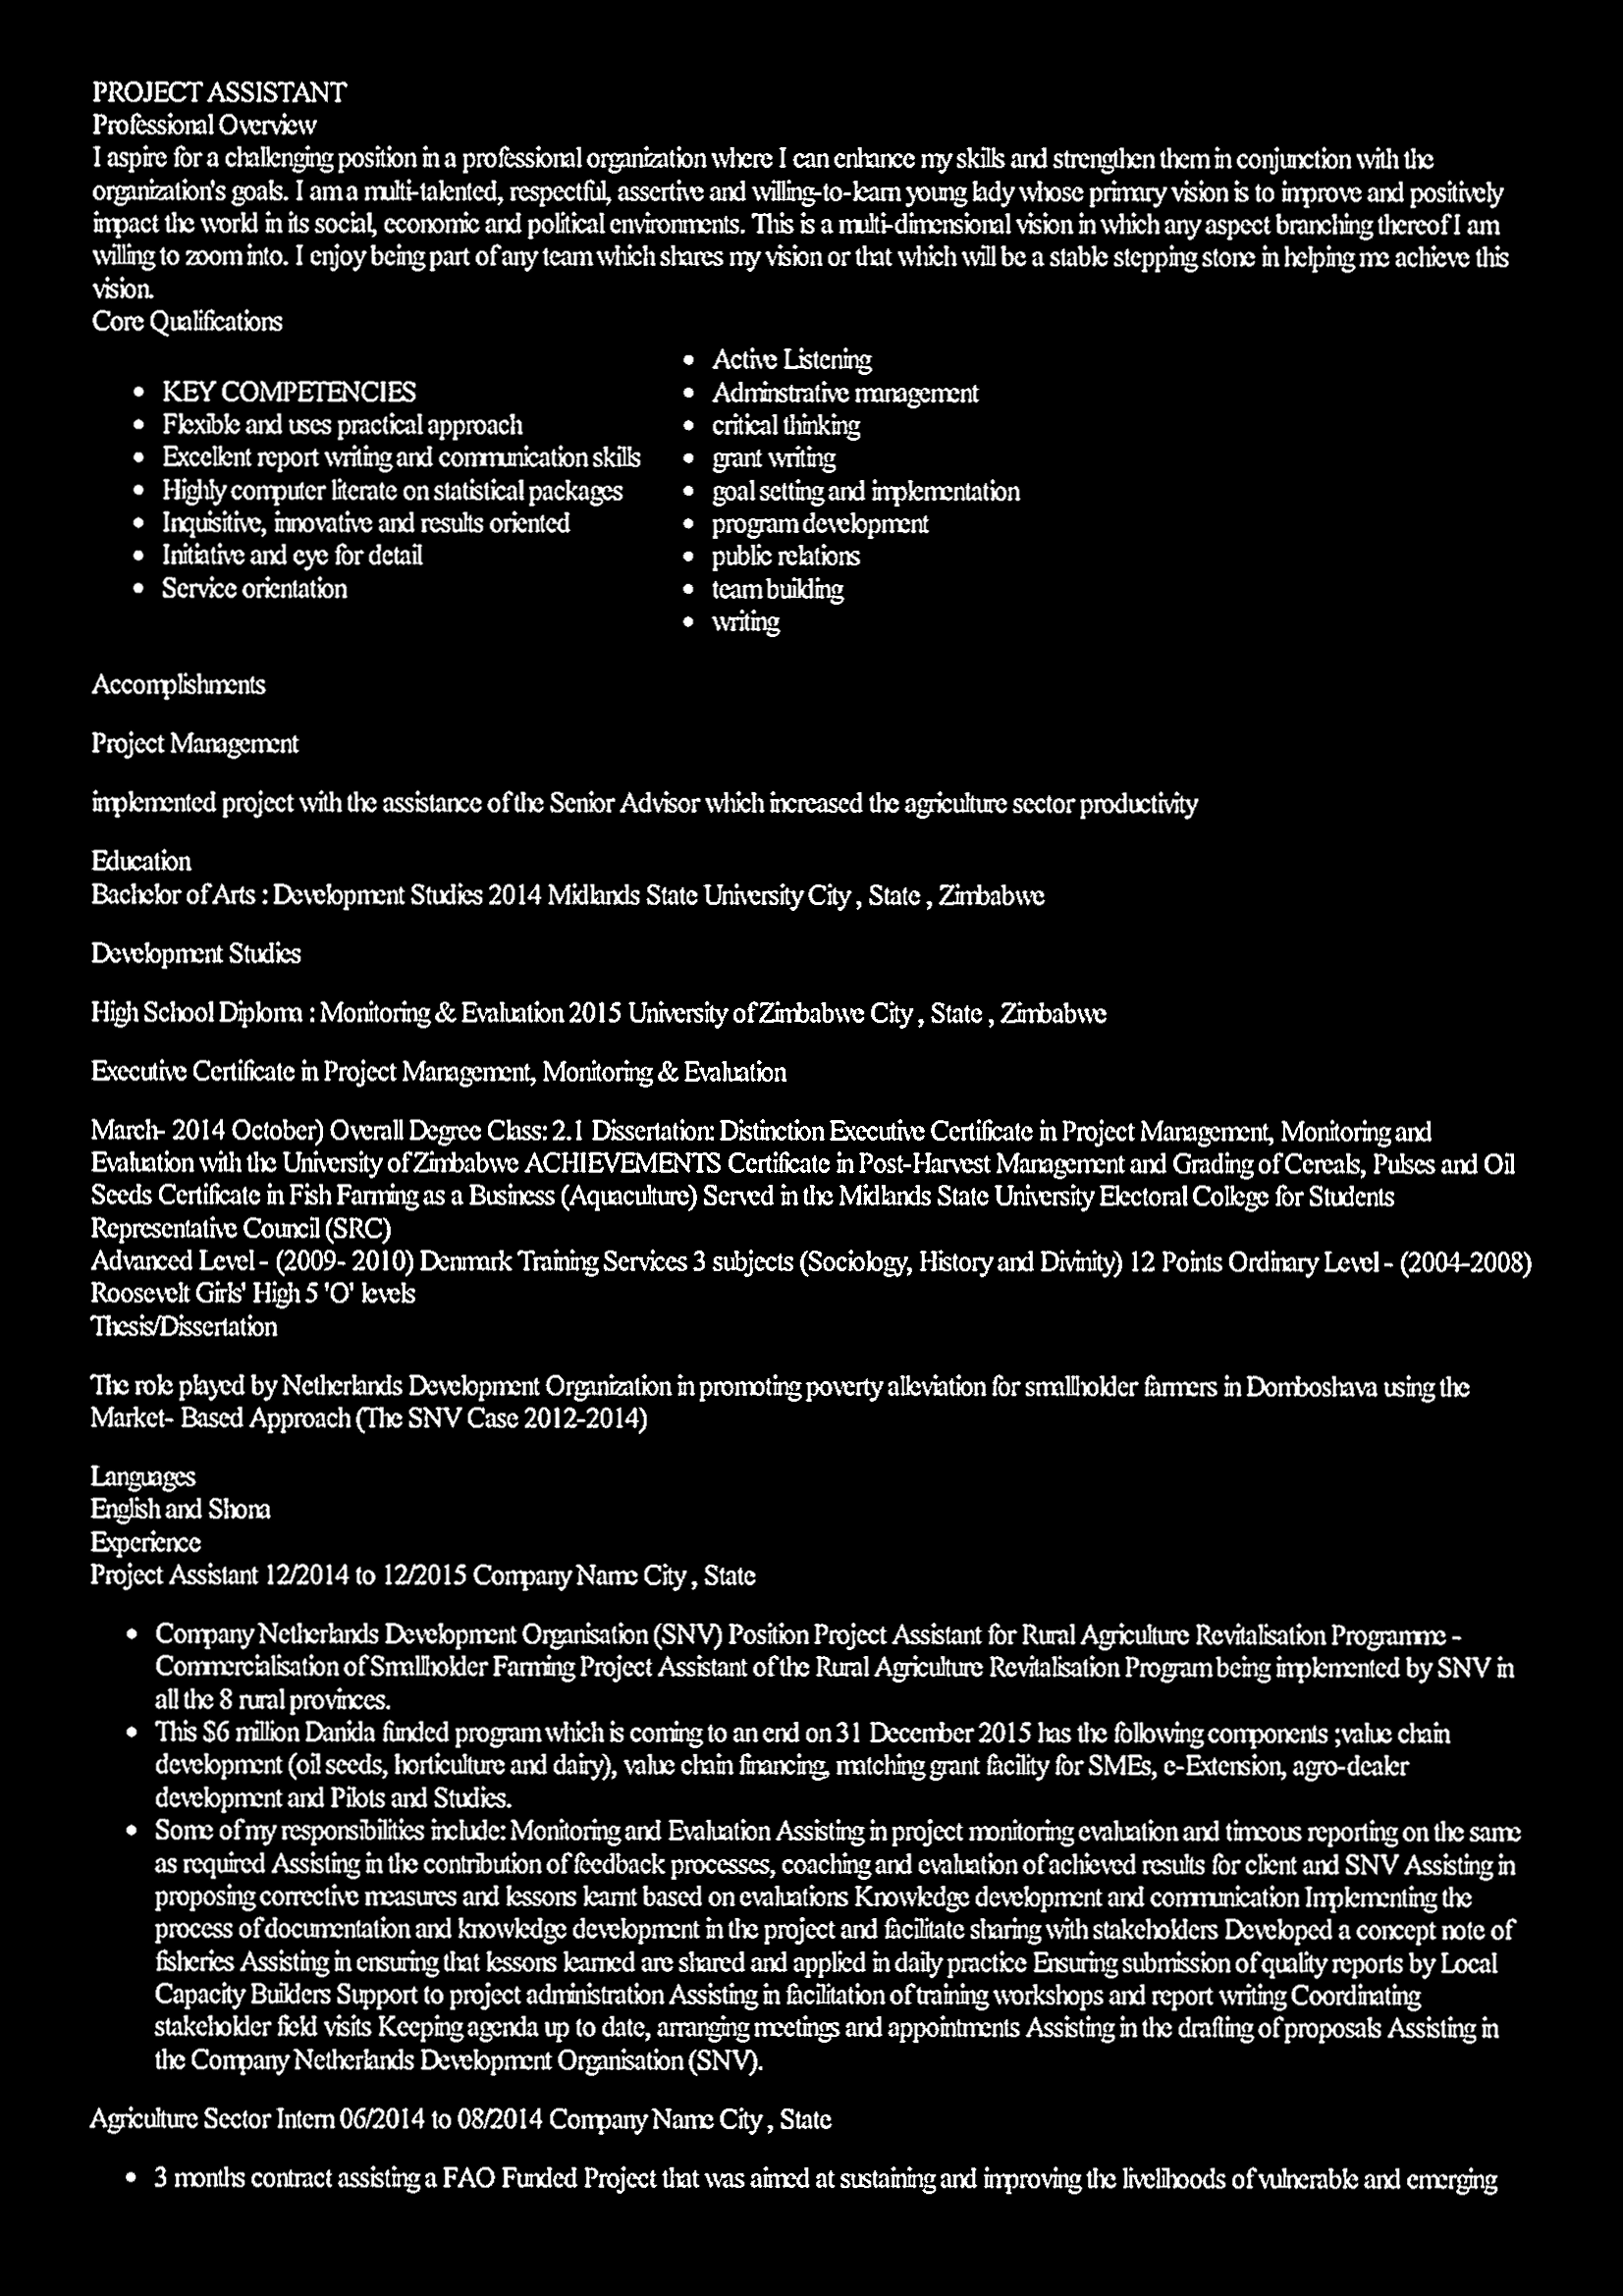 PROJECT ASSISTANT
Professional Overview
I aspire for a challenging position in a professional organization where I can enhance my skills and strengthen them in conjunction with the
organization's goals. I am a multi-talented, respectful, assertive and willing-to-learn young lady whose primary vision is to improve and positively
impact the world in its social, economic and political environments. This is a multi-dimensional vision in which any aspect branching thereof I am
willing to zoom into. I enjoy being part of any team which shares my vision or that which will be a stable stepping stone in helping me achieve this
vision.
Core Qualifications
• KEY COMPETENCIES
• Flexible and uses practical approach
• Excellent report writing and communication skills
• Highly computer literate on statistical packages
• Inquisitive, innovative and results oriented
• Initiative and eye for detail
• Service orientation
• Active Listening
• Adminstrative management
• critical thinking
• grant writing
• goal setting and implementation
• program development
• public relations
• team building
• writing
Accomplishments
Project Management
implemented project with the assistance of the Senior Advisor which increased the agriculture sector productivity
Education
Bachelor of Arts : Development Studies 2014 Midlands State University City , State , Zimbabwe
Development Studies
High School Diploma : Monitoring & Evaluation 2015 University of Zimbabwe City , State , Zimbabwe
Executive Certificate in Project Management, Monitoring & Evaluation
March- 2014 October) Overall Degree Class: 2.1 Dissertation: Distinction Executive Certificate in Project Management, Monitoring and
Evaluation with the University of Zimbabwe ACHIEVEMENTS Certificate in Post-Harvest Management and Grading of Cereals, Pulses and Oil
Seeds Certificate in Fish Farming as a Business (Aquaculture) Served in the Midlands State University Electoral College for Students
Representative Council (SRC)
Advanced Level - (2009- 2010) Denmark Training Services 3 subjects (Sociology, History and Divinity) 12 Points Ordinary Level - (2004-2008)
Roosevelt Girls' High 5 'O' levels
Thesis/Dissertation
The role played by Netherlands Development Organization in promoting poverty alleviation for smallholder farmers in Domboshava using the
Market- Based Approach (The SNV Case 2012-2014)
Languages
English and Shona
Experience
Project Assistant 12/2014 to 12/2015 Company Name City , State
• Company Netherlands Development Organisation (SNV) Position Project Assistant for Rural Agriculture Revitalisation Programme -
Commercialisation of Smallholder Farming Project Assistant of the Rural Agriculture Revitalisation Program being implemented by SNV in
all the 8 rural provinces.
• This $6 million Danida funded program which is coming to an end on 31 December 2015 has the following components ;value chain
development (oil seeds, horticulture and dairy), value chain financing, matching grant facility for SMEs, e-Extension, agro-dealer
development and Pilots and Studies.
• Some of my responsibilities include: Monitoring and Evaluation Assisting in project monitoring evaluation and timeous reporting on the same
as required Assisting in the contribution of feedback processes, coaching and evaluation of achieved results for client and SNV Assisting in
proposing corrective measures and lessons learnt based on evaluations Knowledge development and communication Implementing the
process of documentation and knowledge development in the project and facilitate sharing with stakeholders Developed a concept note of
fisheries Assisting in ensuring that lessons learned are shared and applied in daily practice Ensuring submission of quality reports by Local
Capacity Builders Support to project administration Assisting in facilitation of training workshops and report writing Coordinating
stakeholder field visits Keeping agenda up to date, arranging meetings and appointments Assisting in the drafting of proposals Assisting in
the Company Netherlands Development Organisation (SNV).
Agriculture Sector Intern 06/2014 to 08/2014 Company Name City , State
• 3 months contract assisting a FAO Funded Project that was aimed at sustaining and improving the livelihoods of vulnerable and emerging